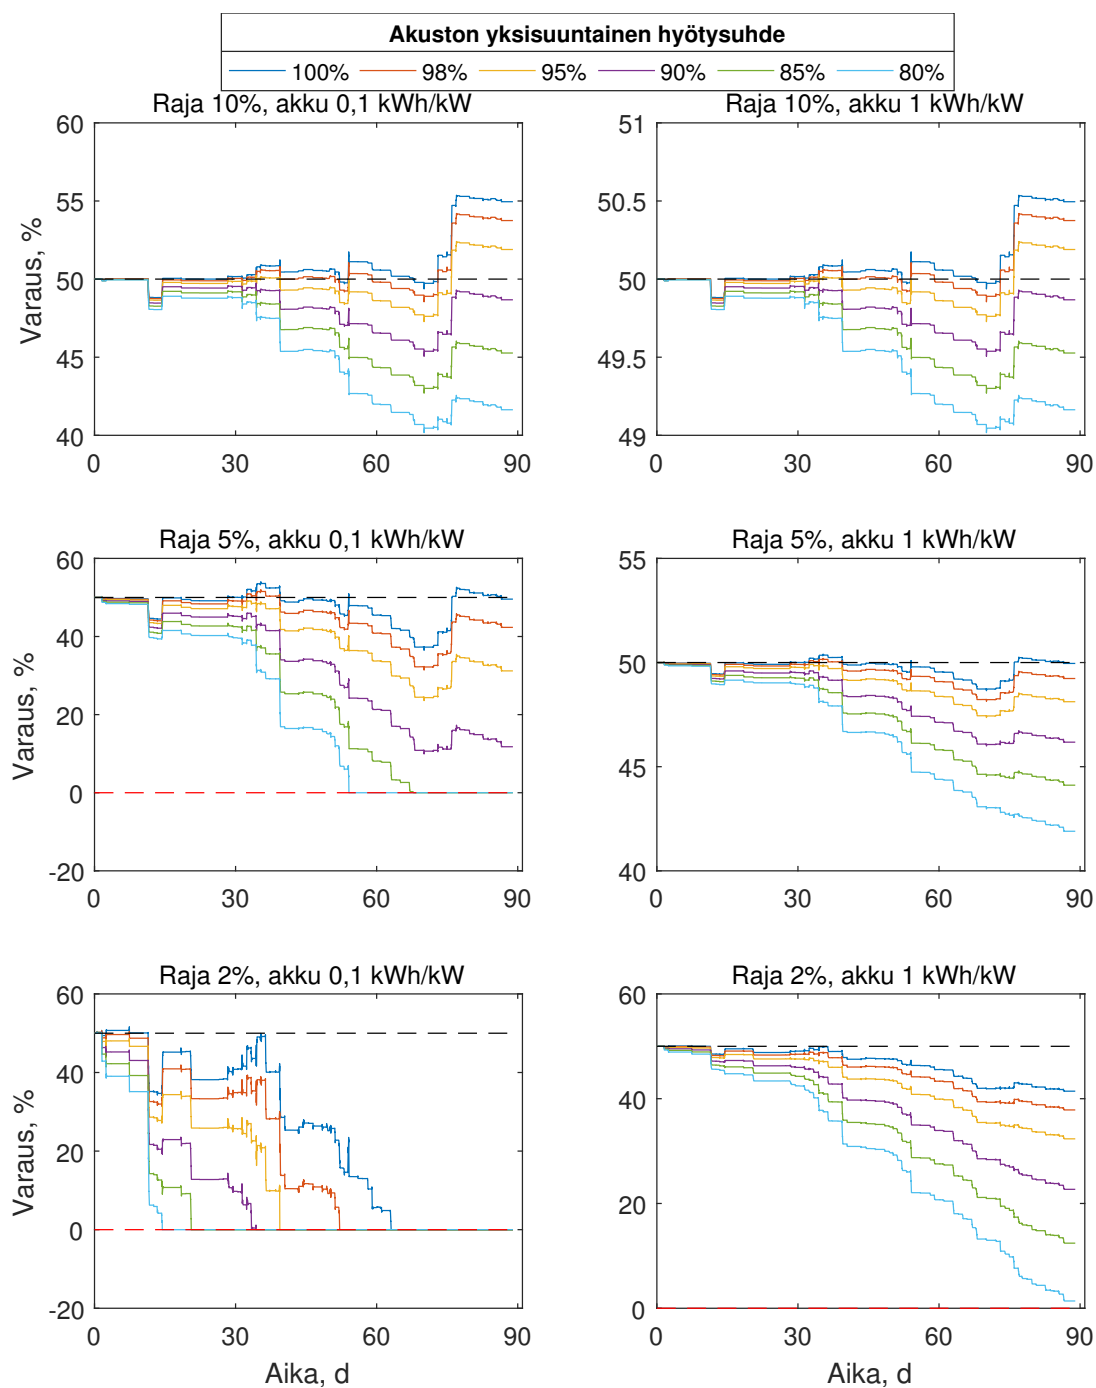 Akuston yksisuuntainen hyötysuhde
100% 98% 95% 90% 85% 80%
Raja 10%, akku 0,1 kWh/kW
Varaus, %
60
55
50
45
40
0 30 60 90
Raja 10%, akku 1 kWh/kW
51
50.5
50
49.5
49
0 30 60 90
Raja 5%, akku 0,1 kWh/kW
Varaus, %
60
40
20
0
-20
0 30 60 90
Raja 5%, akku 1 kWh/kW
55
50
45
40
0 30 60 90
Raja 2%, akku 0,1 kWh/kW
Varaus, %
60
40
20
0
-20
0 30 60 90
Aika, d
Raja 2%, akku 1 kWh/kW
60
40
20
0
0 30 60 90
Aika, d